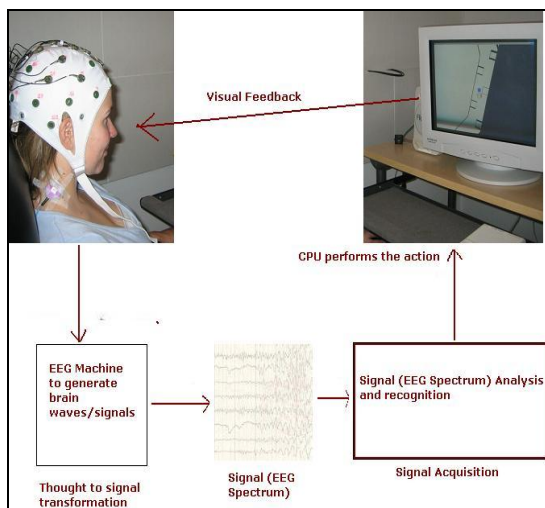 Visual Feedback
CPU performs the action
EEG Machine
to generate
brain
waves/signals
Signal (EEG Spectrum) Analysis
and recognition
Thought to signal
transformation
Signal (EEG
Spectrum)
Signal Acquisition